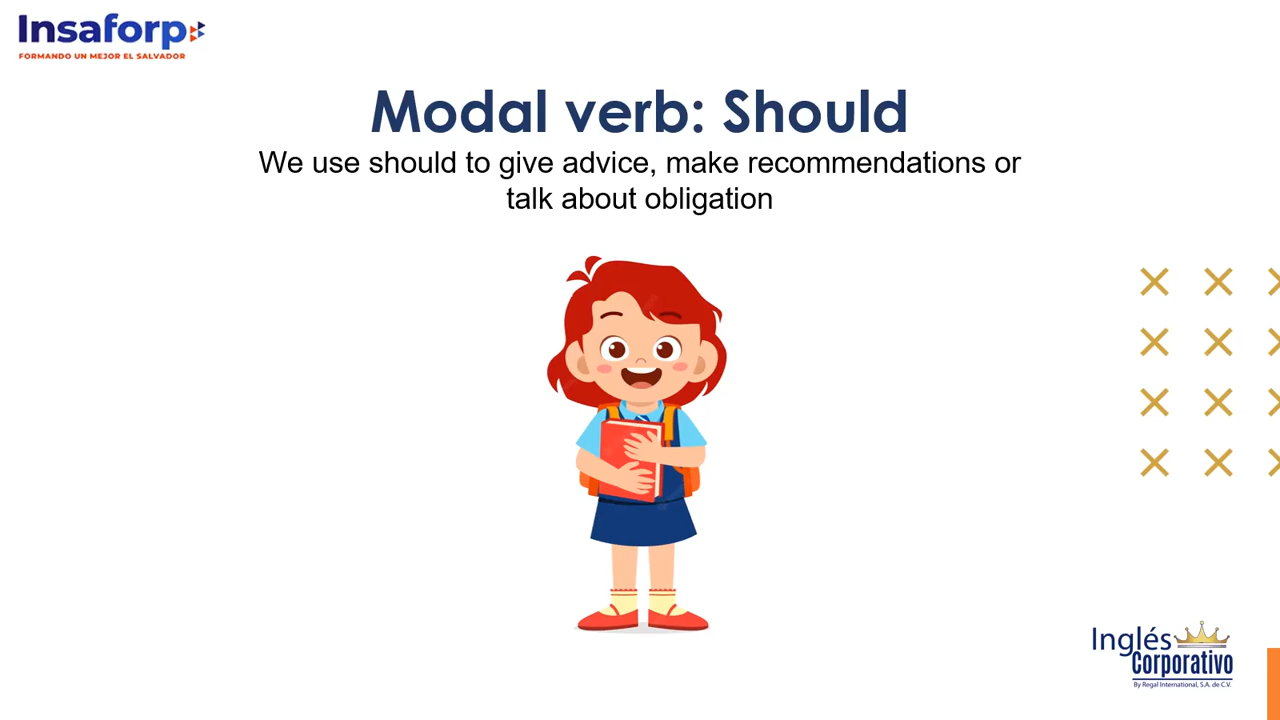 Insaforp
FORMANDO UN MEJOR EL SALVADOR
Modal verb: Should
We use should to give advice, make recommendations or
talk about obligation
Inglés
Corporativo
By Regal International, S.A. de C.V.